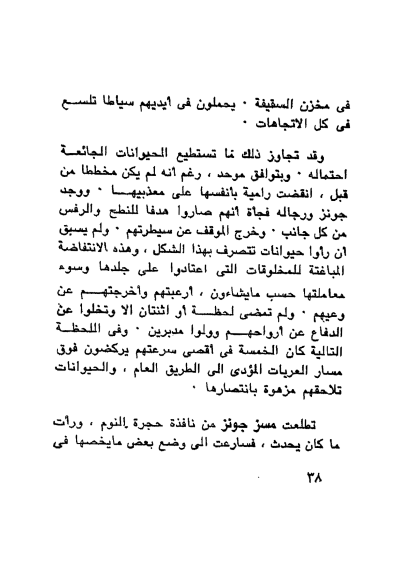 فى مخزن السقيفة ٠ يحملون فى أيديهم سياطا تلسع
فى كل الاتجاهات ٠
وقد تجاوز ذلك ما تستطيع الحيوانات الجائعة
احتماله ٠ وبتوافق موحد ، رغم أنه لم يكن مخططا من
قبل ، انقضت رامية بأنفسها على معذبيها ٠ ووجد
جونز ورجاله فجأة أنهم صاروا هدفا للنطح والرفس
من كل جانب ٠ وخرج الموقف عن سيطرتهم ٠ ولم يسبق
أن رأوا حيوانات تتصرف بهذا الشكل ، وهذه الانتفاضة
المباغتة للمخلوقات التى اعتادوا على جلدها وسوء
معاملتها حسب مايشاءون ، أرعبتهم وأخرجتهم عن
وعيهم ٠ ولم تمضى لحظة أو اثنتان الا وتخلوا عن
الدفاع عن أرواحهم وولوا مدبرين ٠ وفى اللحظة
التالية كان الخمسة فى أقصى سرعتهم يركضون فوق
مسار العربات المؤدى الى الطريق العام ، والحيوانات
تلاحقهم مزهوة بانتصارها ٠
تطلعت مسز جونز من نافذة حجرة النوم ، ورأت
ما كان يحدث ، فسارعت الى وضع بعض مايخصها فى
٣٨